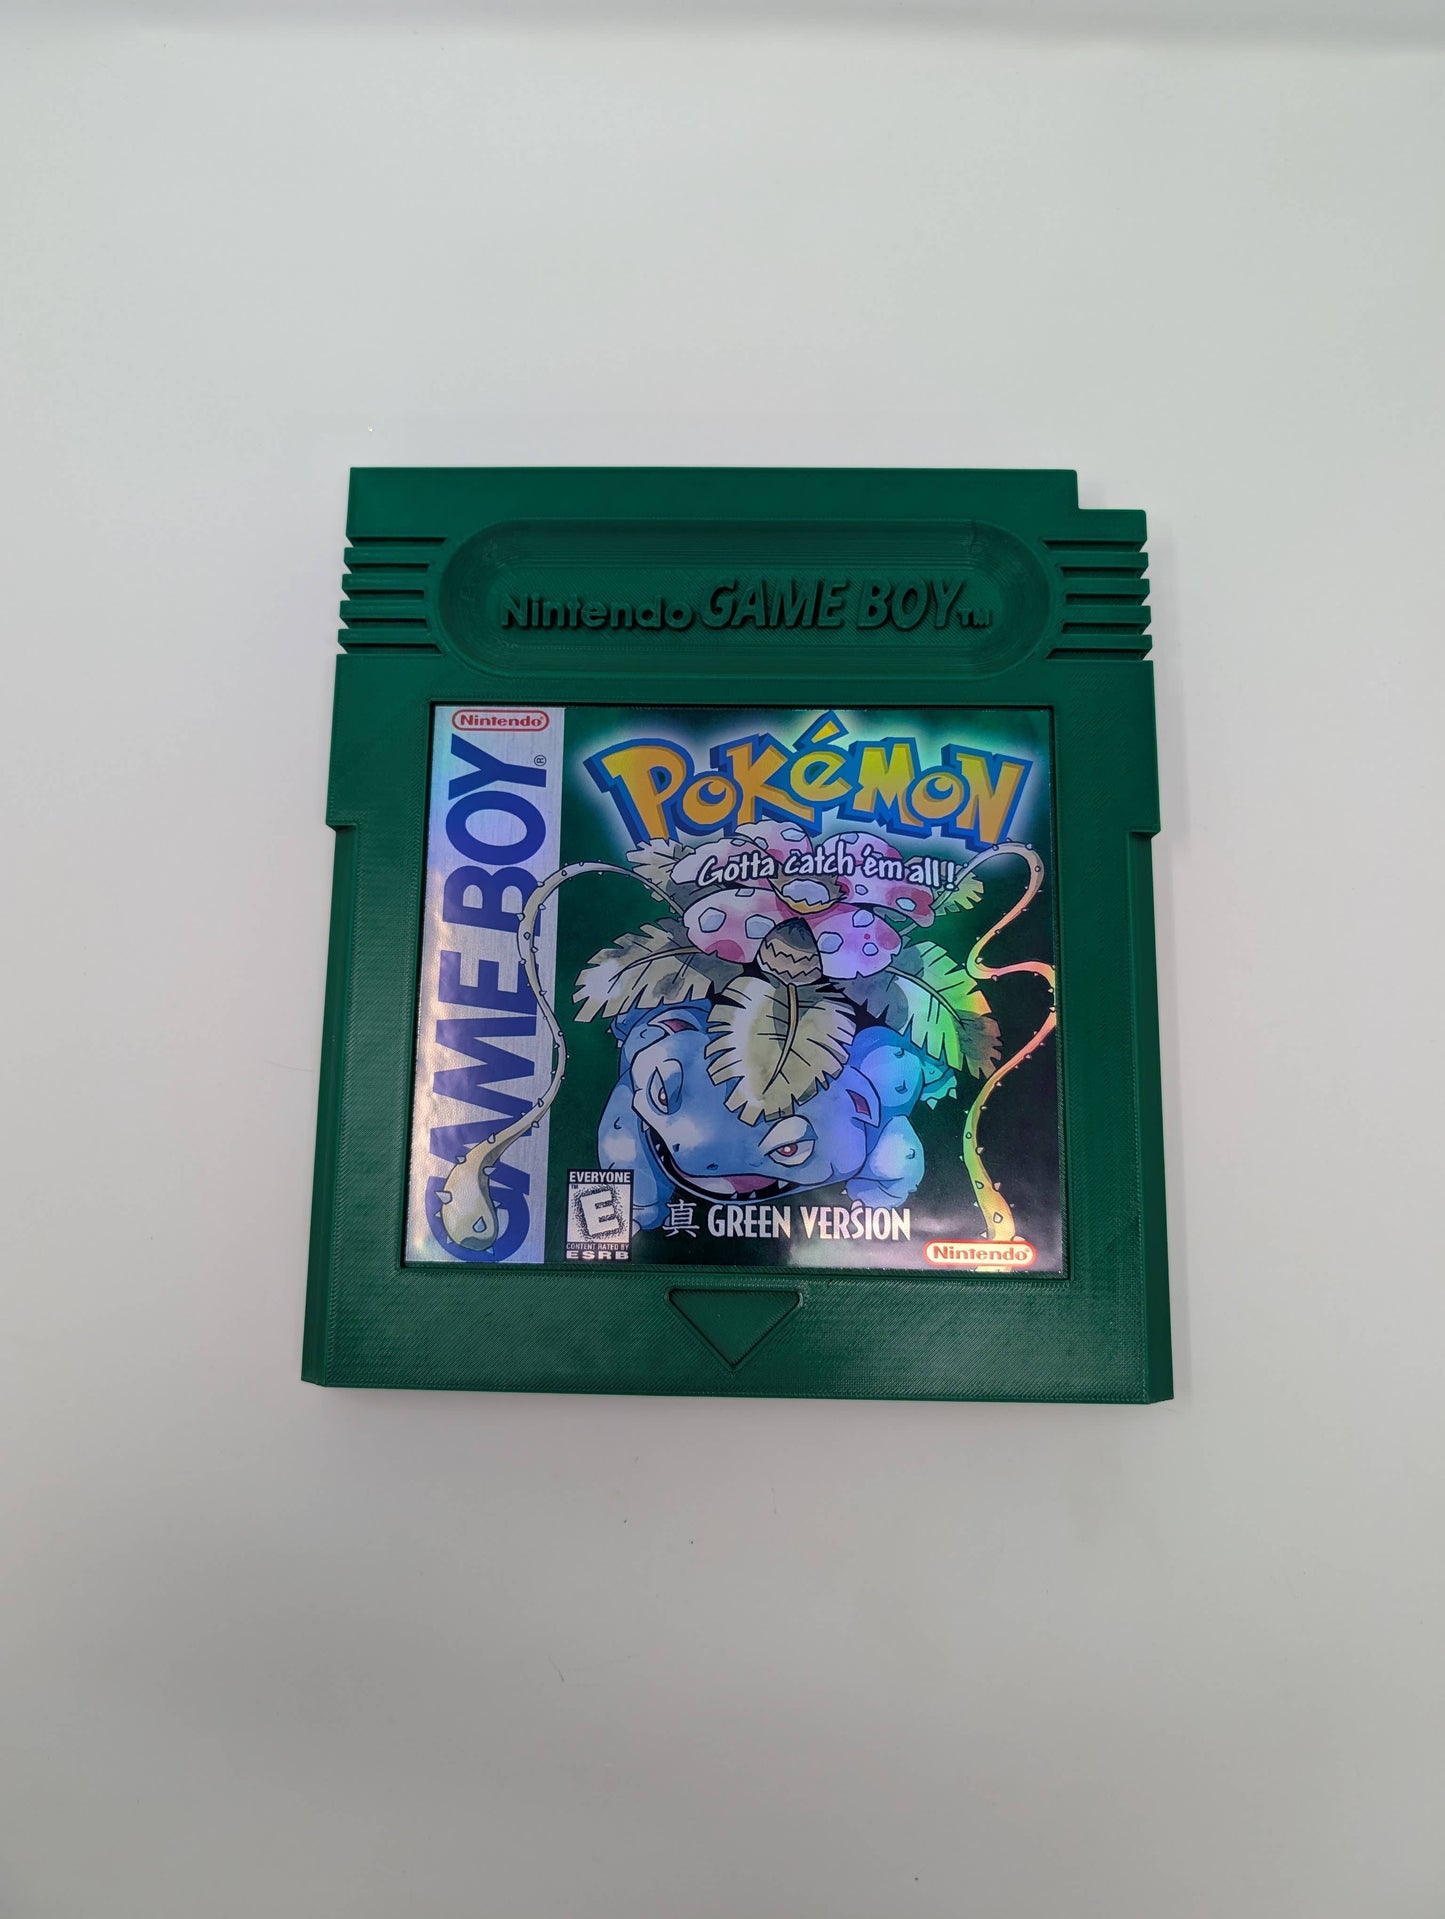 Nintendo GAME BOY™
Nintendo®
GAME BOY®
POKéMON
Gotta catch 'em all!
EVERYONE
™
E
CONTENT RATED BY
ESRB
真 GREEN VERSION
Nintendo®